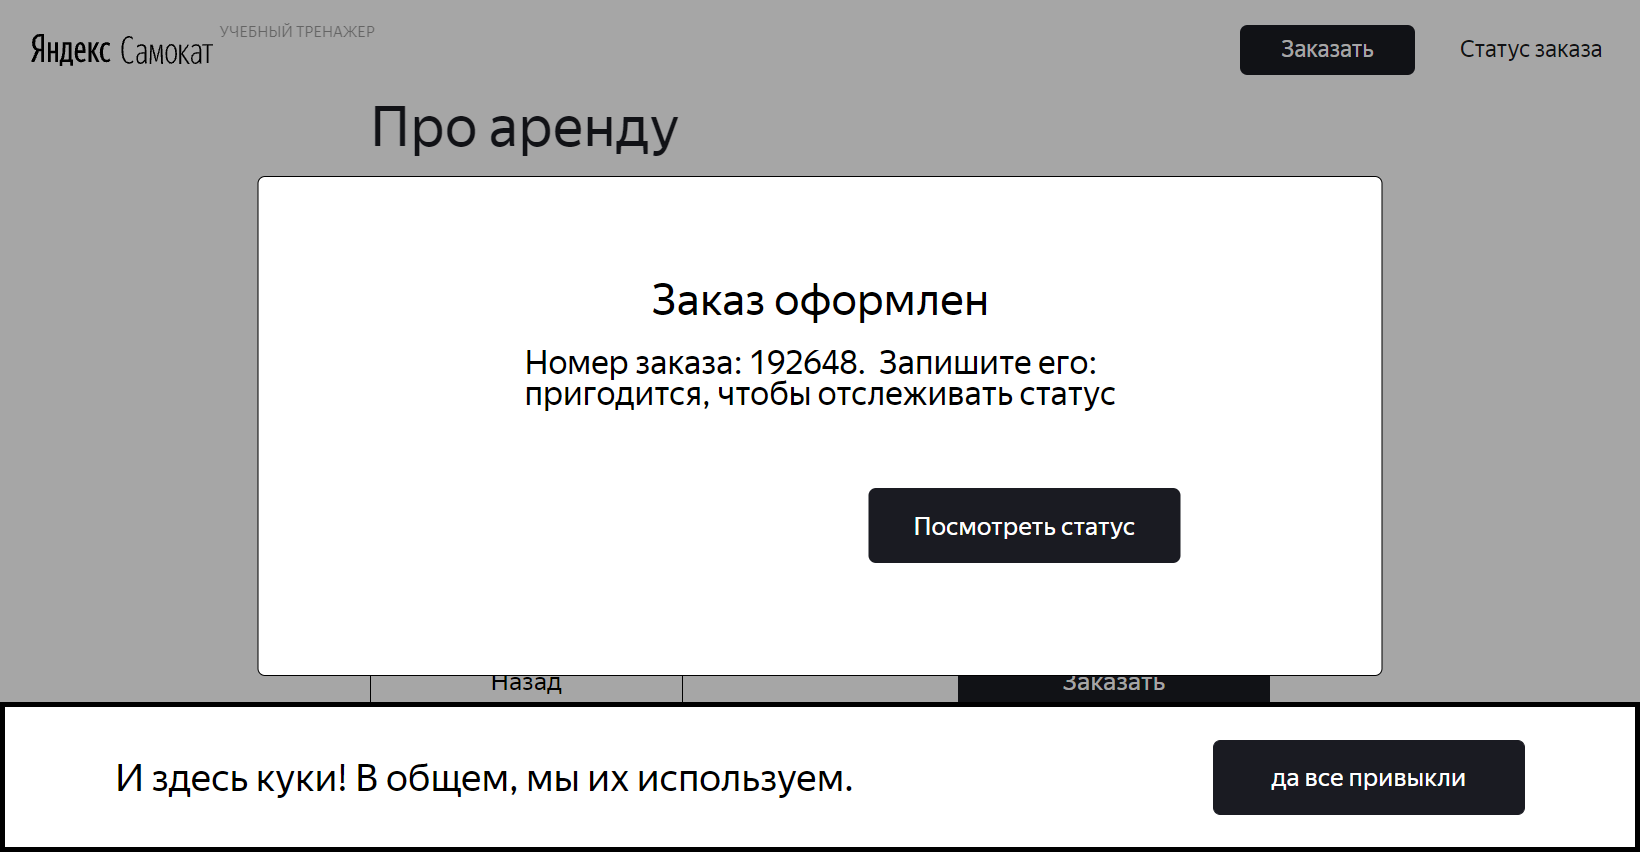 Яндекс Самокат
УЧЕБНЫЙ ТРЕНАЖЕР
Заказать
Статус заказа
Про аренду
Заказ оформлен
Номер заказа: 192648. Запишите его:
пригодится, чтобы отслеживать статус
Посмотреть статус
Назад
Заказать
И здесь куки! В общем, мы их используем.
да все привыкли